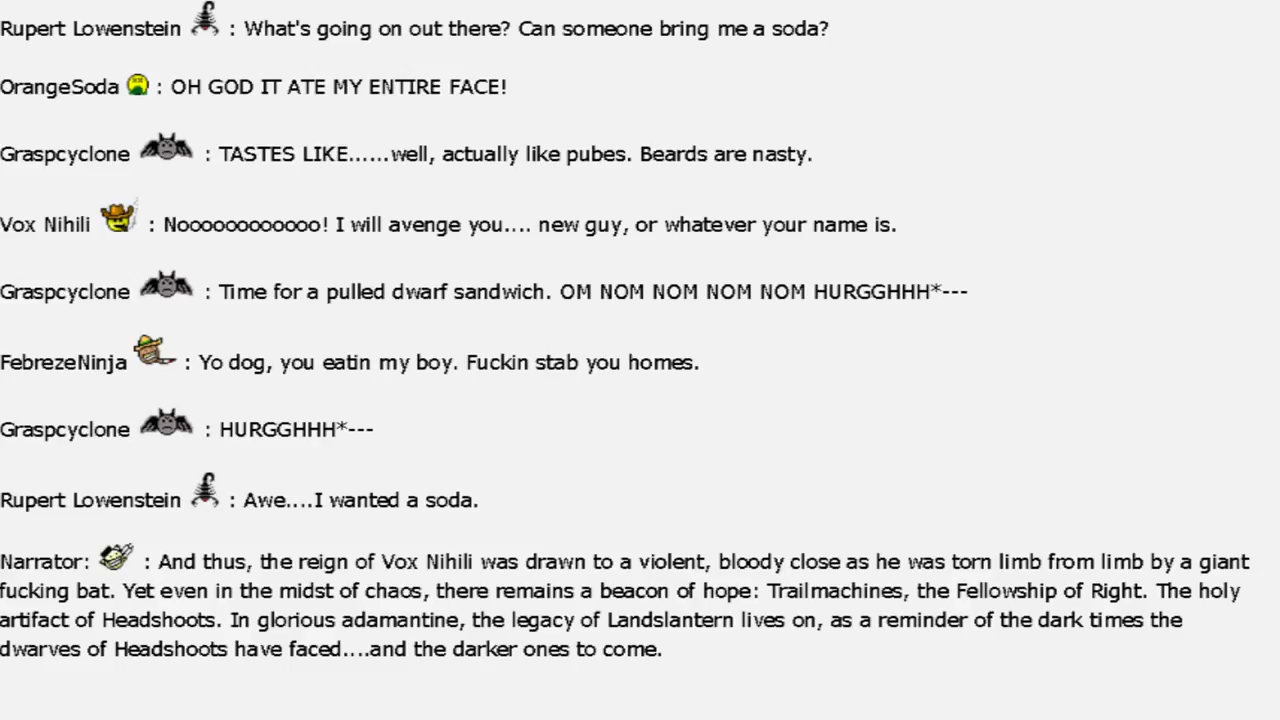 Rupert Lowenstein : What's going on out there? Can someone bring me a soda?
OrangeSoda : OH GOD IT ATE MY ENTIRE FACE!
Graspcyclone : TASTES LIKE......well, actually like pubes. Beards are nasty.
Vox Nihili : Noooooooooooo! I will avenge you.... new guy, or whatever your name is.
Graspcyclone : Time for a pulled dwarf sandwich. OM NOM NOM NOM NOM HURGGHHH*---
FebrezeNinja : Yo dog, you eatin my boy. Fuckin stab you homes.
Graspcyclone : HURGGHHH*---
Rupert Lowenstein : Awe....I wanted a soda.
Narrator: : And thus, the reign of Vox Nihili was drawn to a violent, bloody close as he was torn limb from limb by a giant
fucking bat. Yet even in the midst of chaos, there remains a beacon of hope: Trailmachines, the Fellowship of Right. The holy
artifact of Headshoots. In glorious adamantine, the legacy of Landslantern lives on, as a reminder of the dark times the
dwarves of Headshoots have faced....and the darker ones to come.